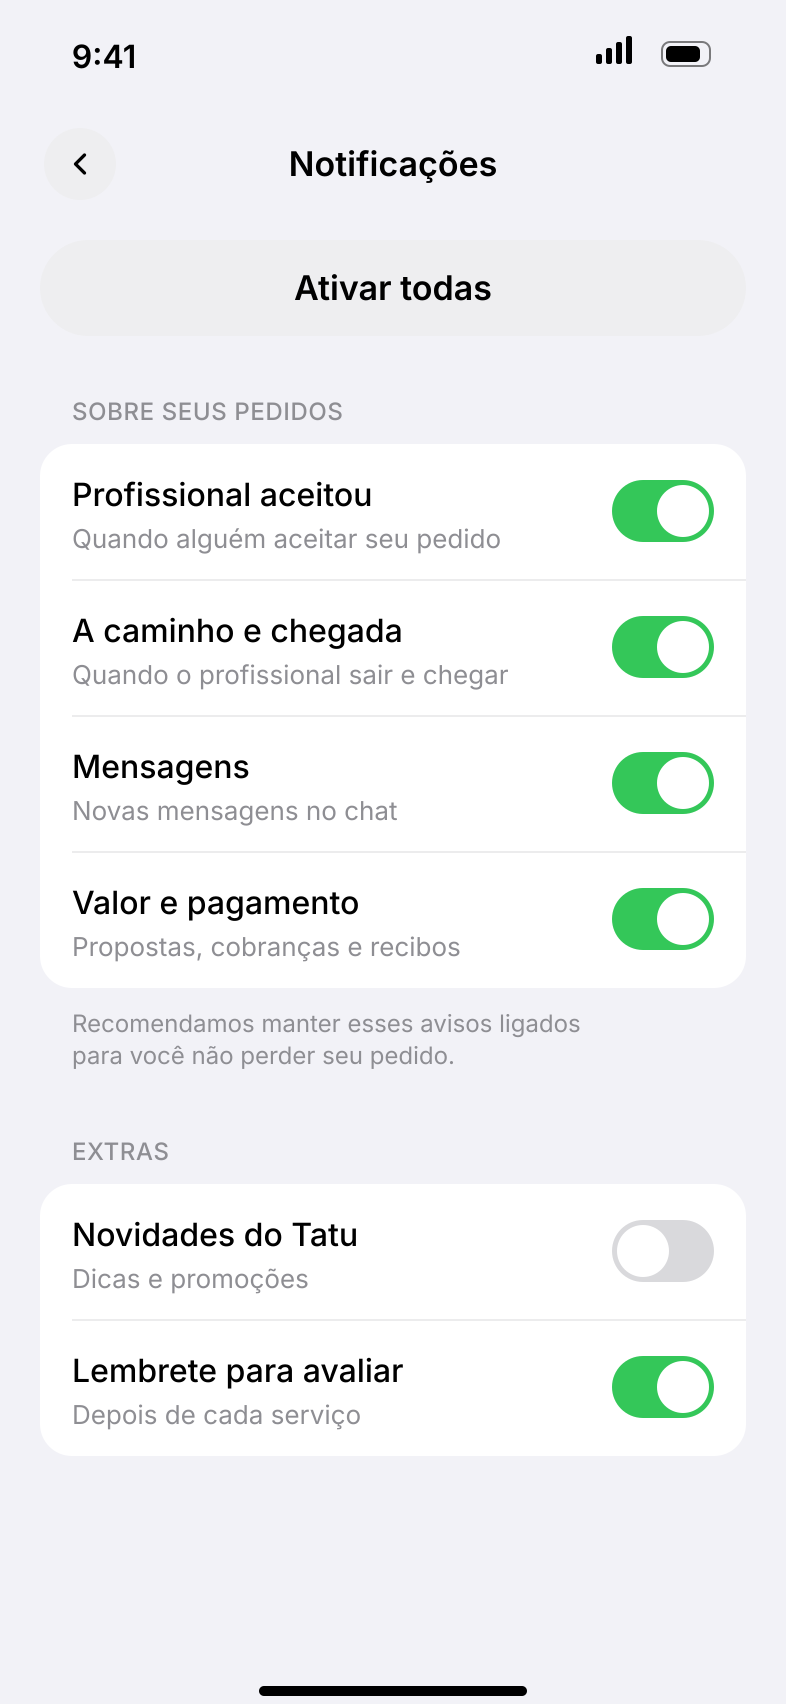 9:41
Notificações
Ativar todas
SOBRE SEUS PEDIDOS
Profissional aceitou
Quando alguém aceitar seu pedido
A caminho e chegada
Quando o profissional sair e chegar
Mensagens
Novas mensagens no chat
Valor e pagamento
Propostas, cobranças e recibos
Recomendamos manter esses avisos ligados
para você não perder seu pedido.
EXTRAS
Novidades do Tatu
Dicas e promoções
Lembrete para avaliar
Depois de cada serviço